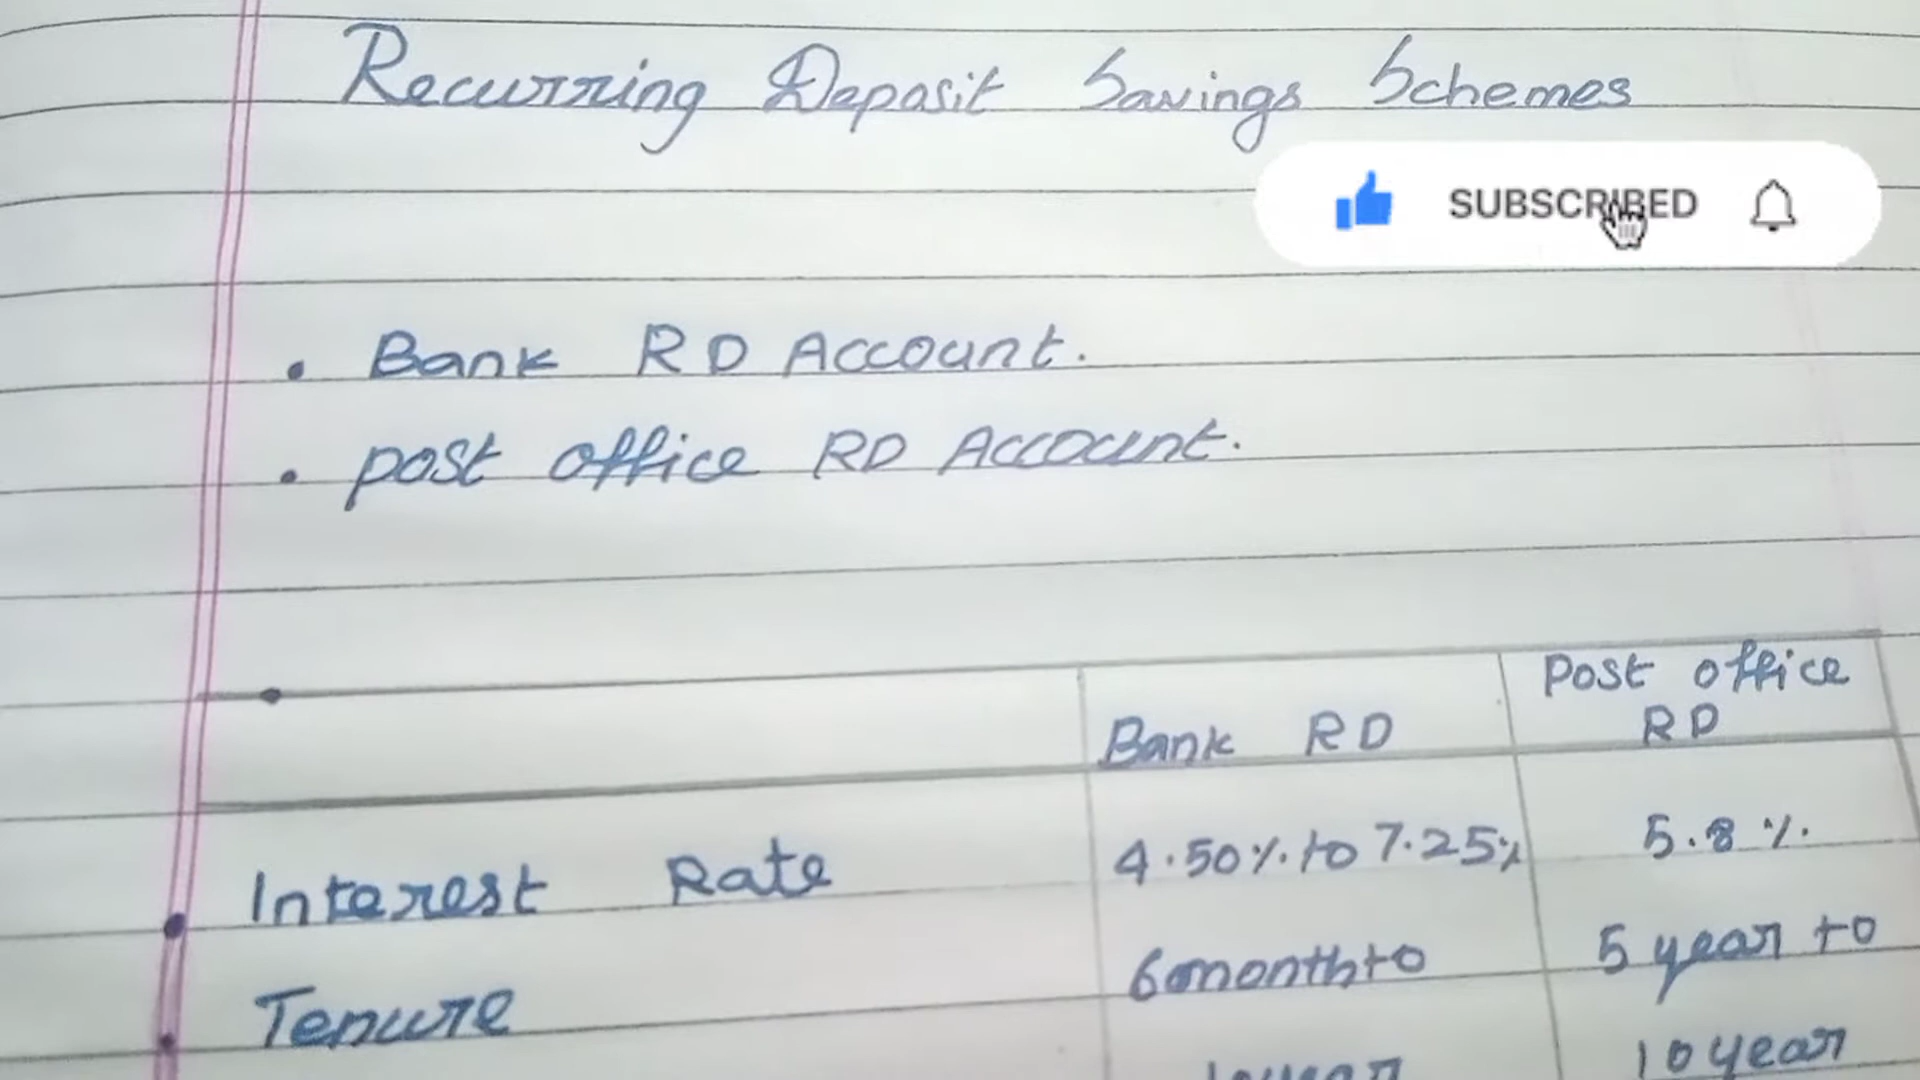 Recurring Deposit Savings Schemes
SUBSCRIBED
• Bank RD Account.
• post office RD Account.
Bank RD
Post office
RD
Interest Rate
4.50% to 7.25%
5.8%
Tenure
6month to
5 year to
10 year